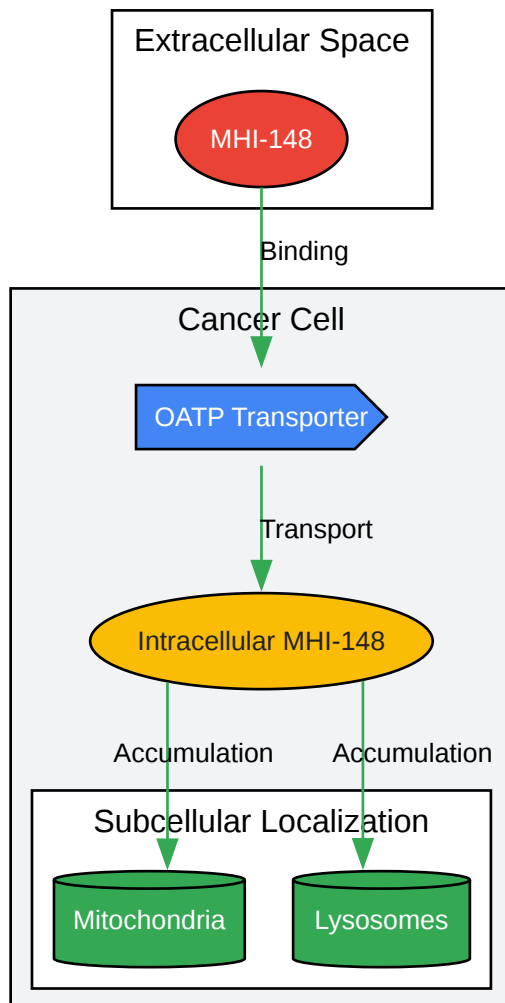 Extracellular Space
MHI-148
Binding
Cancer Cell
OATP Transporter
Transport
Intracellular MHI-148
Accumulation
Accumulation
Subcellular Localization
Mitochondria
Lysosomes